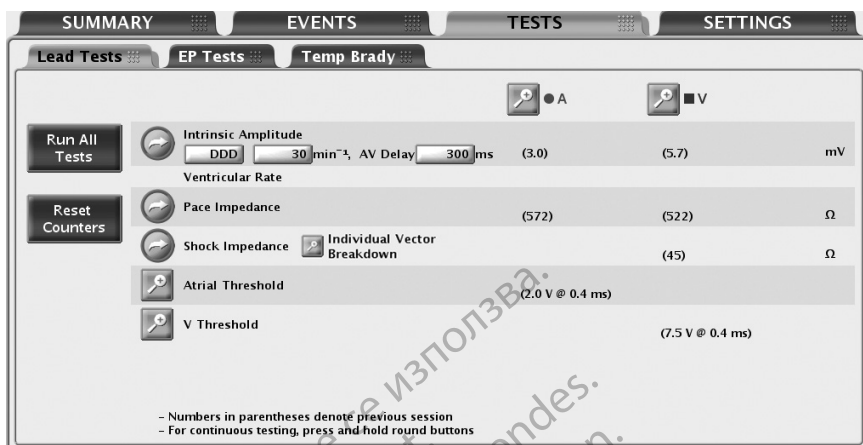 SUMMARY EVENTS TESTS SETTINGS
Lead Tests EP Tests Temp Brady
A V
Run All Tests
Intrinsic Amplitude
DDD 30 min⁻¹, AV Delay 300 ms (3.0) (5.7) mV
Ventricular Rate
Reset Counters
Pace Impedance (572) (522) Ω
Shock Impedance Individual Vector Breakdown (45) Ω
Atrial Threshold (2.0 V @ 0.4 ms)
V Threshold (7.5 V @ 0.4 ms)
- Numbers in parentheses denote previous session
- For continuous testing, press and hold round buttons
се използва.